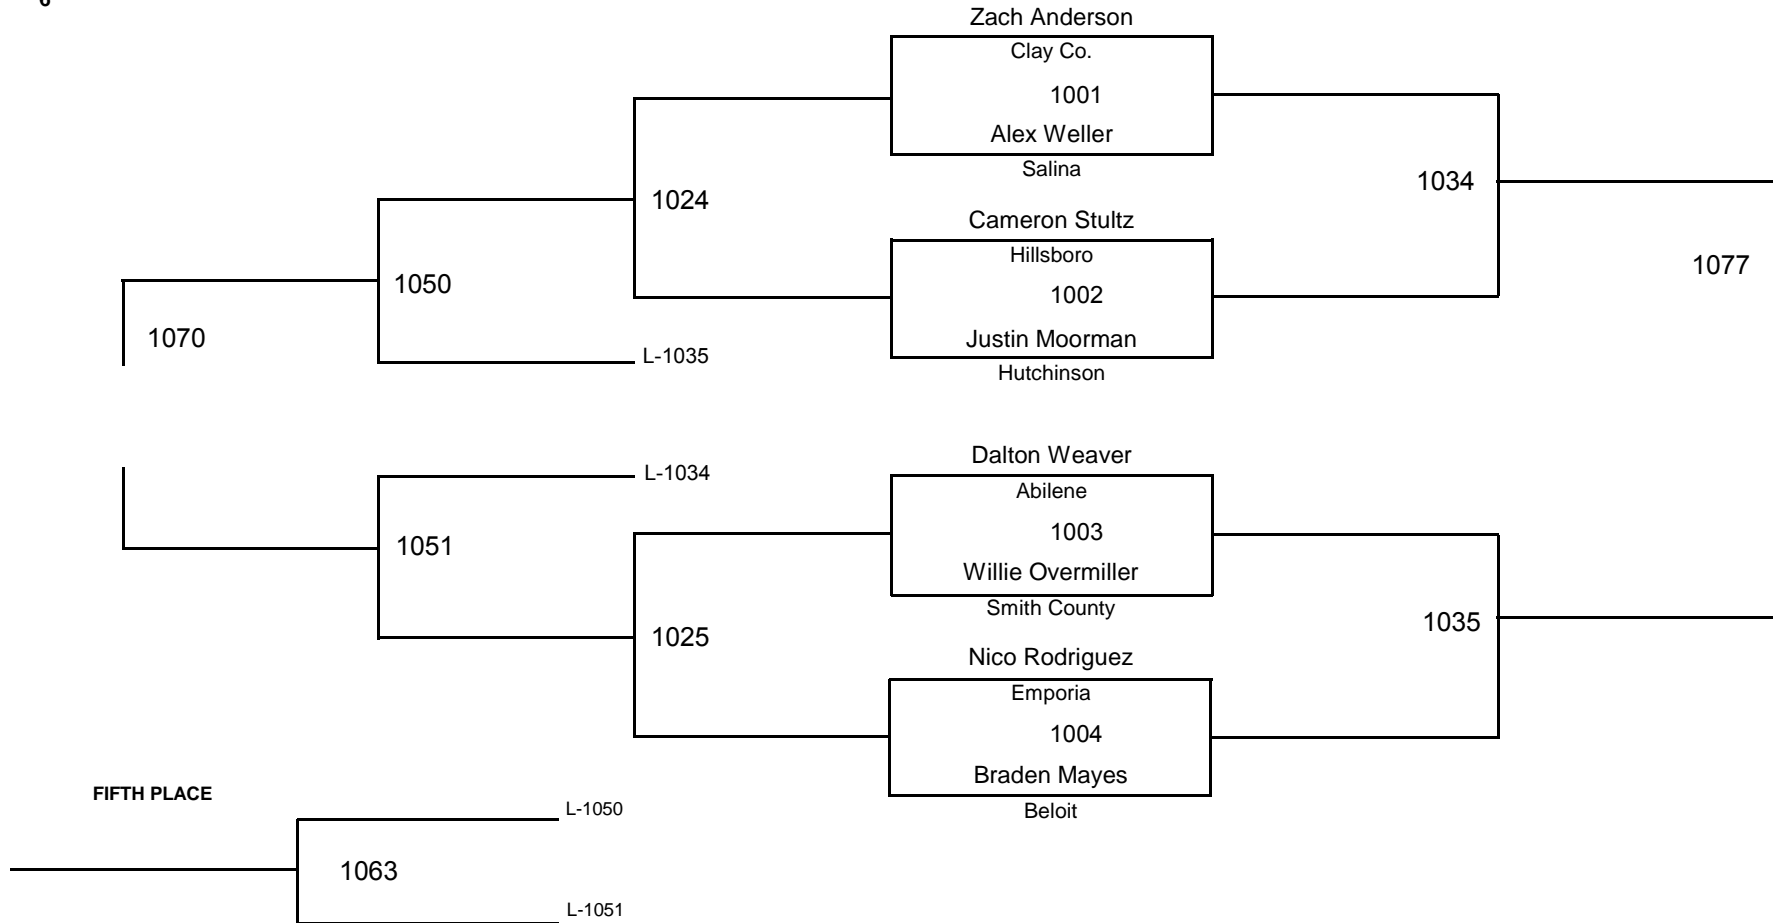 6
Zach Anderson
Clay Co.
1001
Alex Weller
Salina
1034
1024
Cameron Stultz
Hillsboro
1077
1050
1002
1070
Justin Moorman
L-1035
Hutchinson
Dalton Weaver
L-1034
Abilene
1003
1051
Willie Overmiller
Smith County
1035
1025
Nico Rodriguez
Emporia
1004
Braden Mayes
FIFTH PLACE
L-1050
Beloit
1063
L-1051